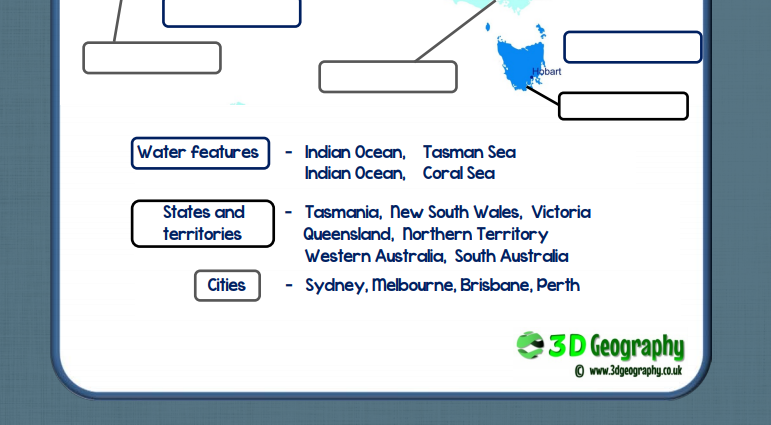 Hobart
Water features - Indian Ocean, Tasman Sea
Indian Ocean, Coral Sea
States and - Tasmania, New South Wales, Victoria
territories Queensland, Northern Territory
Western Australia, South Australia
Cities - Sydney, Melbourne, Brisbane, Perth
3D Geography
© www.3dgeography.co.uk